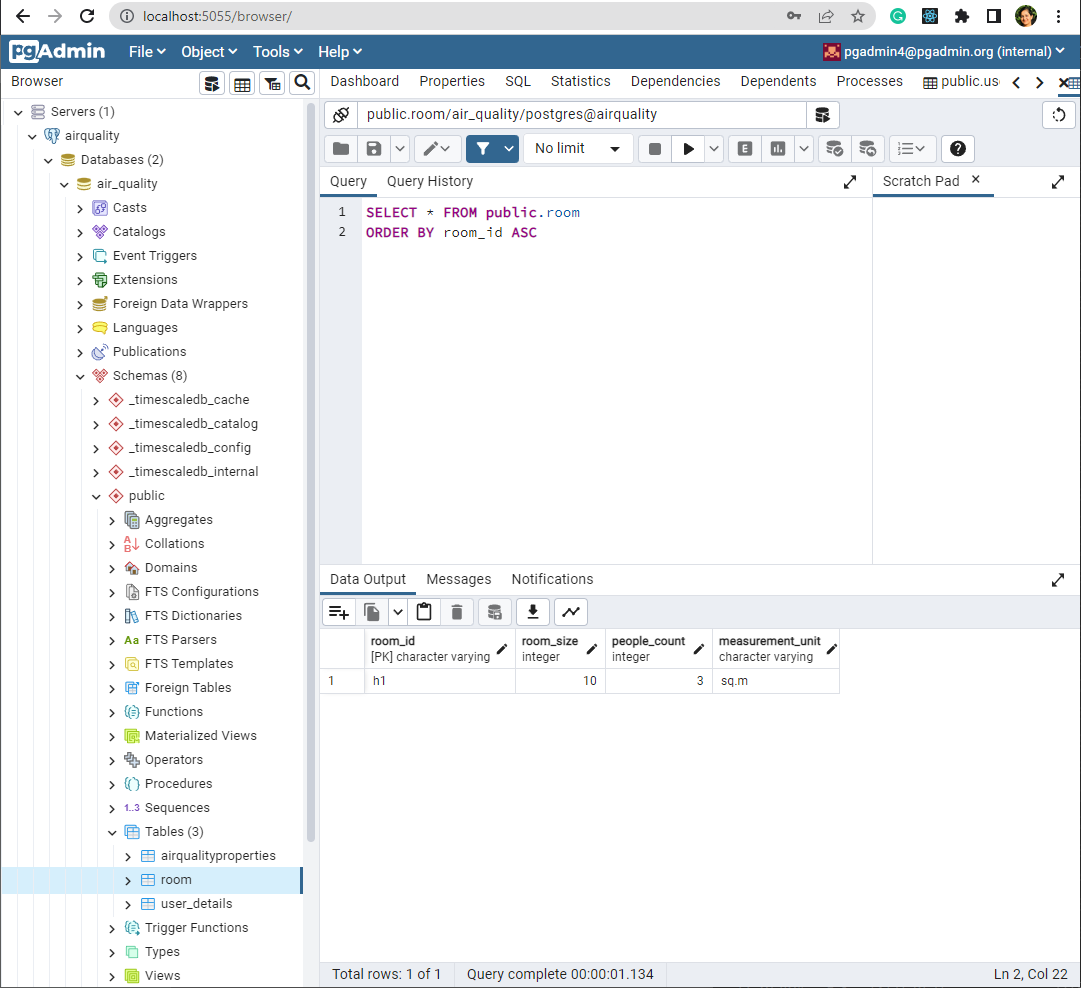 localhost:5055/browser/
pgAdmin File Object Tools Help pgadmin4@pgadmin.org (internal)
Browser
Dashboard Properties SQL Statistics Dependencies Dependents Processes public.us
Servers (1)
airquality
Databases (2)
air_quality
Casts
Catalogs
Event Triggers
Extensions
Foreign Data Wrappers
Languages
Publications
Schemas (8)
_timescaledb_cache
_timescaledb_catalog
_timescaledb_config
_timescaledb_internal
public
Aggregates
Collations
Domains
FTS Configurations
FTS Dictionaries
Aa FTS Parsers
FTS Templates
Foreign Tables
Functions
Materialized Views
Operators
Procedures
1..3 Sequences
Tables (3)
airqualityproperties
room
user_details
Trigger Functions
Types
Views
public.room/air_quality/postgres@airquality
No limit E
Query Query History
Scratch Pad
1 SELECT * FROM public.room
2 ORDER BY room_id ASC
Data Output Messages Notifications
room_id room_size people_count measurement_unit
[PK] character varying integer integer character varying
1 h1 10 3 sq.m
Total rows: 1 of 1 Query complete 00:00:01.134 Ln 2, Col 22